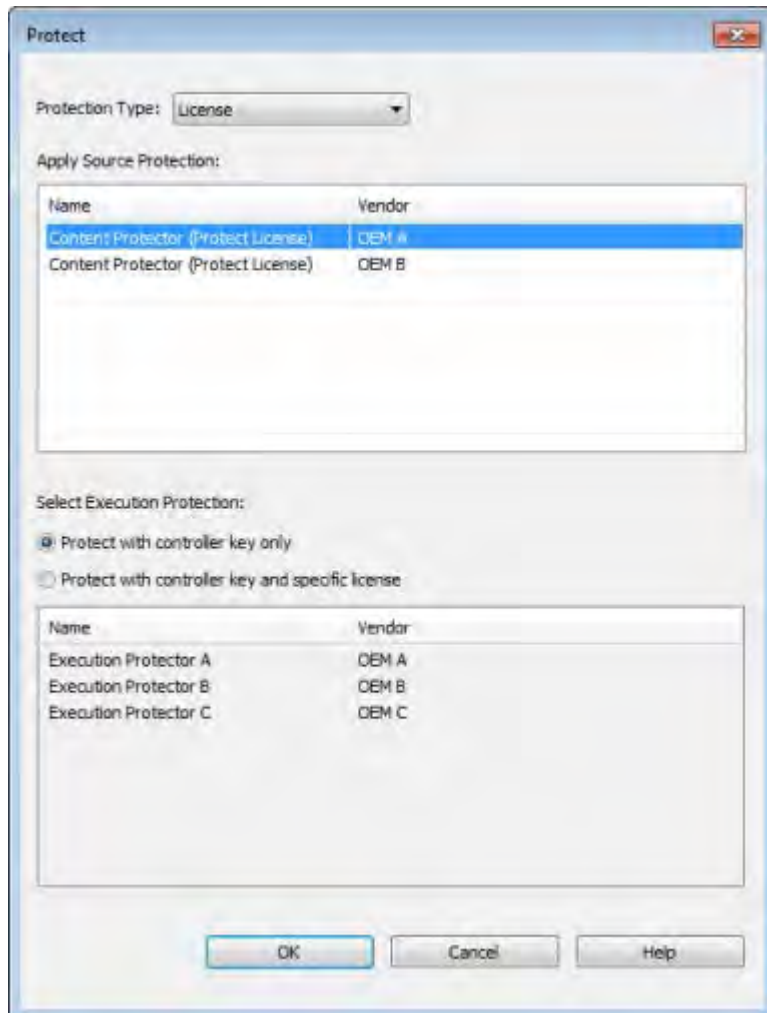 Protect
Protection Type: License
Apply Source Protection:
Name Vendor
Content Protector (Protect License) OEM A
Content Protector (Protect License) OEM B
Select Execution Protection:
Protect with controller key only
Protect with controller key and specific license
Name Vendor
Execution Protector A OEM A
Execution Protector B OEM B
Execution Protector C OEM C
OK Cancel Help